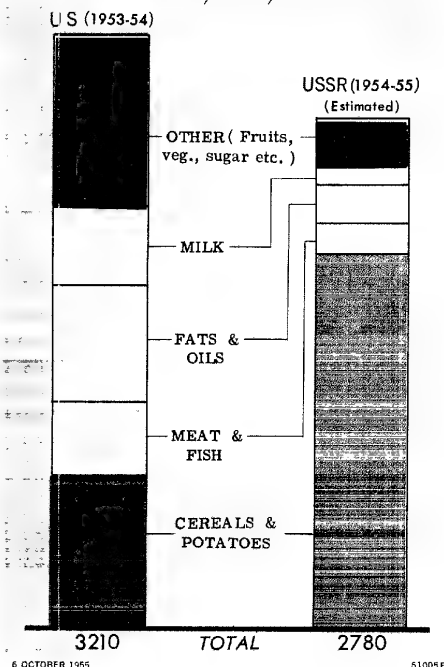 US (1953-54)
USSR (1954-55)
(Estimated)
OTHER ( Fruits,
veg., sugar etc. )
MILK
FATS &
OILS
MEAT &
FISH
CEREALS &
POTATOES
3210 TOTAL 2780
6 OCTOBER 1955